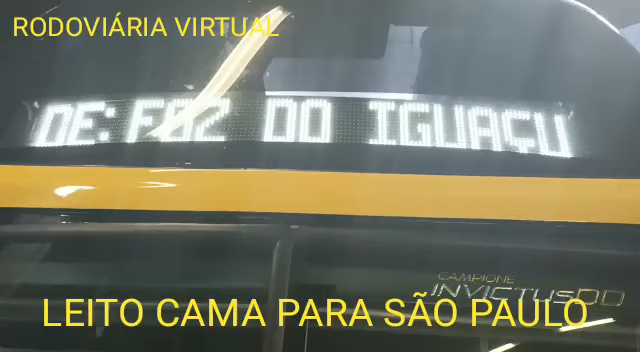 RODOVIÁRIA VIRTUAL
DE: FOZ DO IGUAÇU
CAMPIONE
INVICTUS DD
LEITO CAMA PARA SÃO PAULO